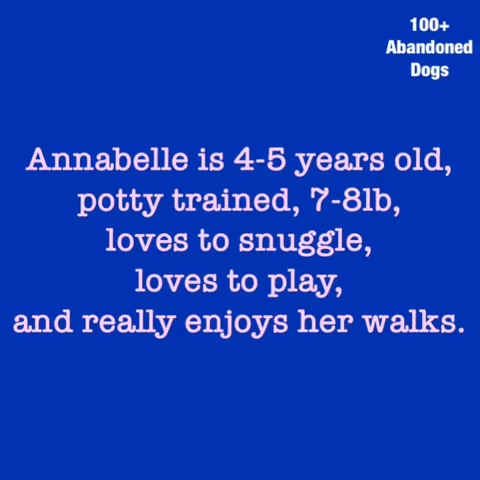 100+
Abandoned
Dogs
Annabelle is 4-5 years old,
potty trained, 7-8lb,
loves to snuggle,
loves to play,
and really enjoys her walks.